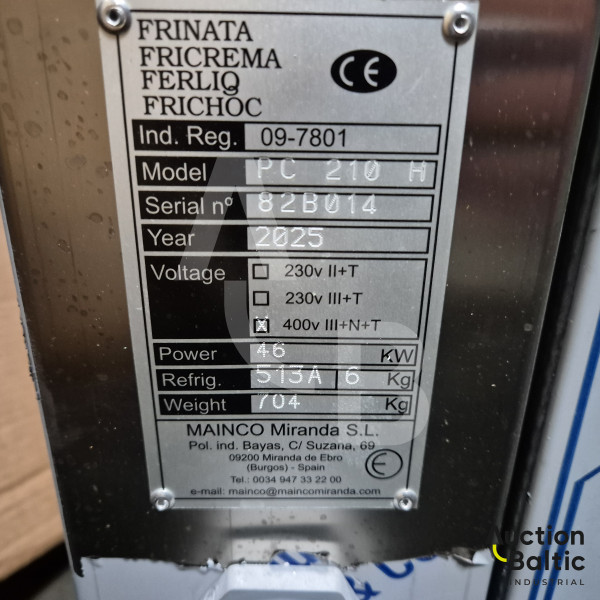 FRINATA
FRICREMA
FERLIQ
FRICHOC
CE
Ind. Reg. 09-7801
Model PC 210 H
Serial nº 82B014
Year 2025
Voltage 230v II+T
230v III+T
X 400v III+N+T
Power 46 KW
Refrig. 513A 6 Kg
Weight 704 Kg
MAINCO Miranda S.L.
Pol. ind. Bayas, C/ Suzana, 69
09200 Miranda de Ebro
(Burgos) - Spain
Tel.: 0034 947 33 22 00
e-mail: mainco@maincomiranda.com
Auction
Baltic
INDUSTRIAL